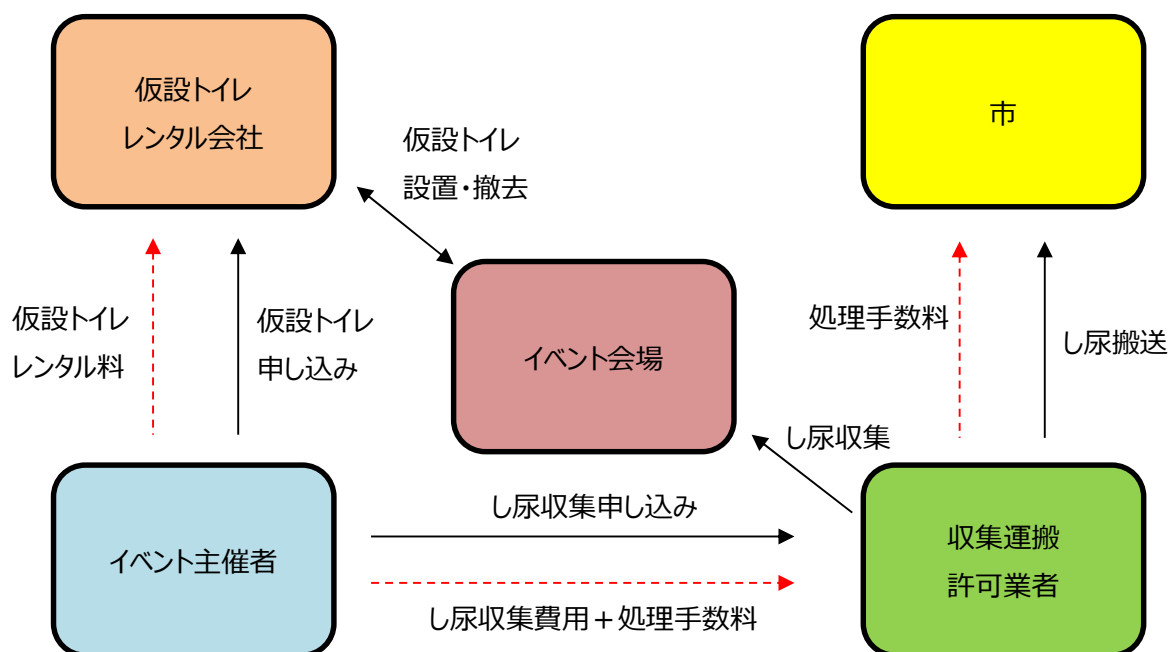 仮設トイレ
レンタル会社
市
仮設トイレ
設置・撤去
仮設トイレ
レンタル料
仮設トイレ
申し込み
イベント会場
処理手数料
し尿搬送
し尿収集
イベント主催者
し尿収集申し込み
し尿収集費用+処理手数料
収集運搬
許可業者